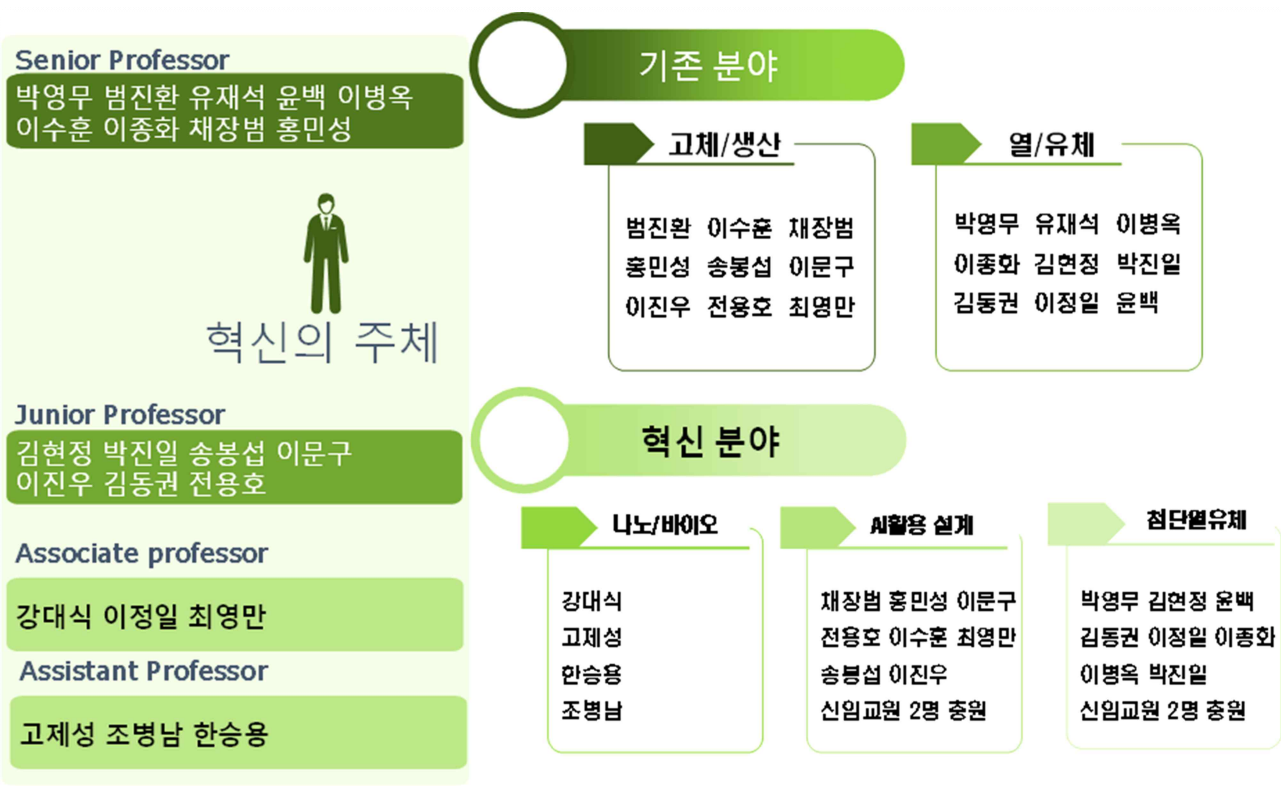 Senior Professor
박영무 범진환 유재석 윤백 이병옥
이수훈 이종화 채장범 홍민성
혁신의 주체
Junior Professor
김현정 박진일 송봉섭 이문구
이진우 김동권 전용호
Associate professor
강대식 이정일 최영만
Assistant Professor
고제성 조병남 한승용
기존 분야
고체/생산
범진환 이수훈 채장범
홍민성 송봉섭 이문구
이진우 전용호 최영만
열/유체
박영무 유재석 이병옥
이종화 김현정 박진일
김동권 이정일 윤백
혁신 분야
나노/바이오
강대식
고제성
한승용
조병남
AI활용 설계
채장범 홍민성 이문구
전용호 이수훈 최영만
송봉섭 이진우
신임교원 2명 충원
첨단열유체
박영무 김현정 윤백
김동권 이정일 이종화
이병옥 박진일
신임교원 2명 충원